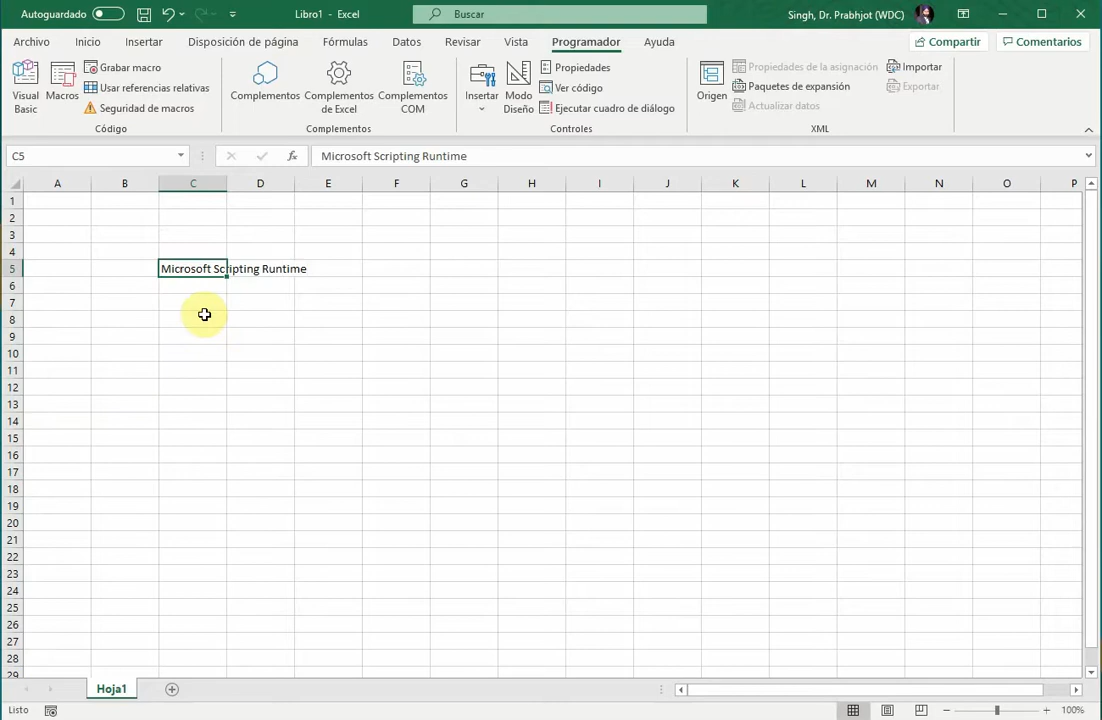 Autoguardado Libro1 - Excel Buscar Singh, Dr. Prabhjot (WDC)
Archivo Inicio Insertar Disposición de página Fórmulas Datos Revisar Vista Programador Ayuda Compartir Comentarios
Visual Basic
Macros
Grabar macro
Usar referencias relativas
Seguridad de macros
Código
Complementos
Complementos de Excel
Complementos COM
Complementos
Insertar
Modo Diseño
Propiedades
Ver código
Ejecutar cuadro de diálogo
Controles
Origen
Propiedades de la asignación
Paquetes de expansión
Actualizar datos
Importar
Exportar
XML
C5 fx Microsoft Scripting Runtime
A B C D E F G H I J K L M N O P
1
2
3
4
5 Microsoft Scripting Runtime
6
7
8
9
10
11
12
13
14
15
16
17
18
19
20
21
22
23
24
25
26
27
28
29
Hoja1
Listo 100%